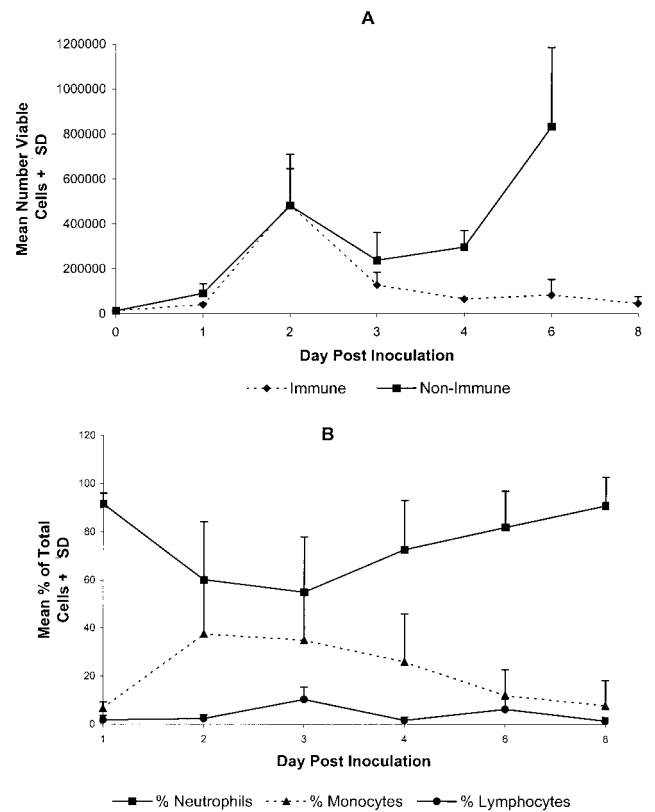 A
1200000
1000000
800000
600000
400000
200000
0
Mean Number Viable
Cells + SD
0 1 2 3 4 6 8
Day Post Inoculation
Immune Non-Immune
B
120
100
80
60
40
20
0
Mean % of Total
Cells + SD
1 2 3 4 6 8
Day Post Inoculation
% Neutrophils % Monocytes % Lymphocytes